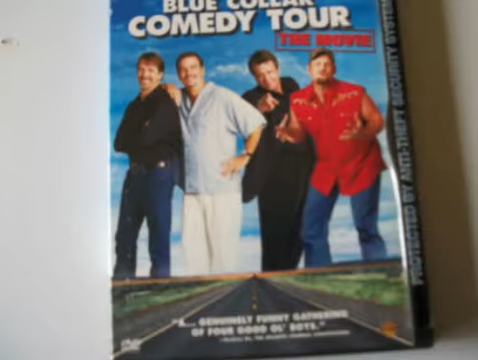 BLUE COLLAR
COMEDY TOUR
THE MOVIE
PROTECTED BY ANTI-THEFT SECURITY SYSTEM
"A... GENUINELY FUNNY GATHERING
OF FOUR GOOD OL' BOYS."
DVD